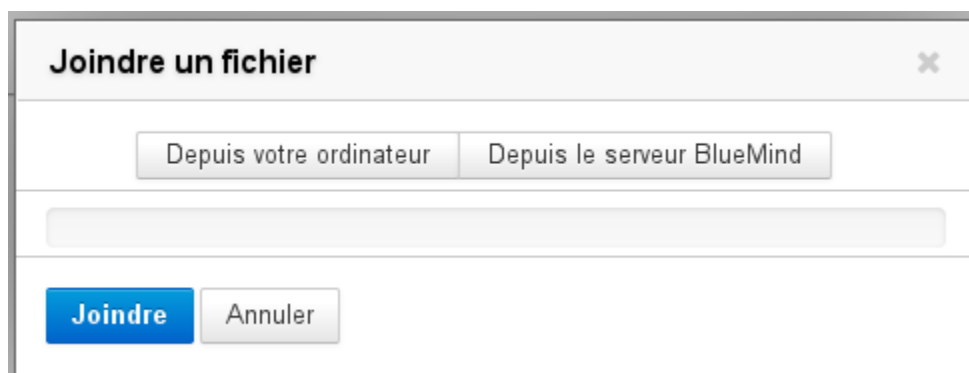 Joindre un fichier
Depuis votre ordinateur Depuis le serveur BlueMind
Joindre Annuler